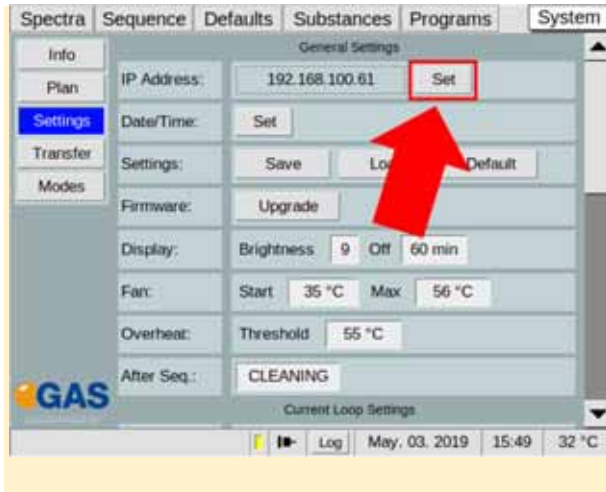 Spectra Sequence Defaults Substances Programs System
General Settings
Info
Plan
Settings
Transfer
Modes
IP Address: 192.168.100.61 Set
Date/Time: Set
Settings: Save Default
Firmware: Upgrade
Display: Brightness 9 Off 60 min
Fan: Start 35 °C Max 56 °C
Overheat: Threshold 55 °C
After Seq.: CLEANING
GAS
Current Loop Settings
Log May. 03. 2019 15:49 32 °C